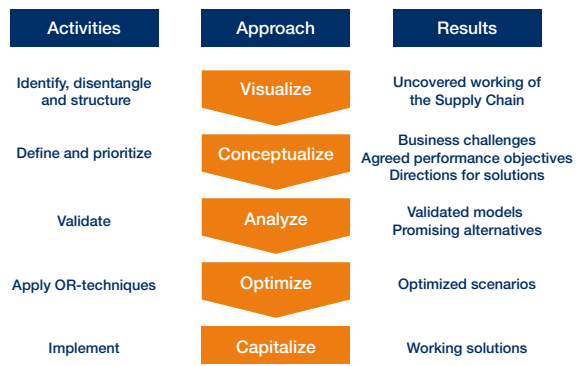 Activities
Approach
Results
Identify, disentangle
and structure
Visualize
Uncovered working of
the Supply Chain
Define and prioritize
Conceptualize
Business challenges
Agreed performance objectives
Directions for solutions
Validate
Analyze
Validated models
Promising alternatives
Apply OR-techniques
Optimize
Optimized scenarios
Implement
Capitalize
Working solutions